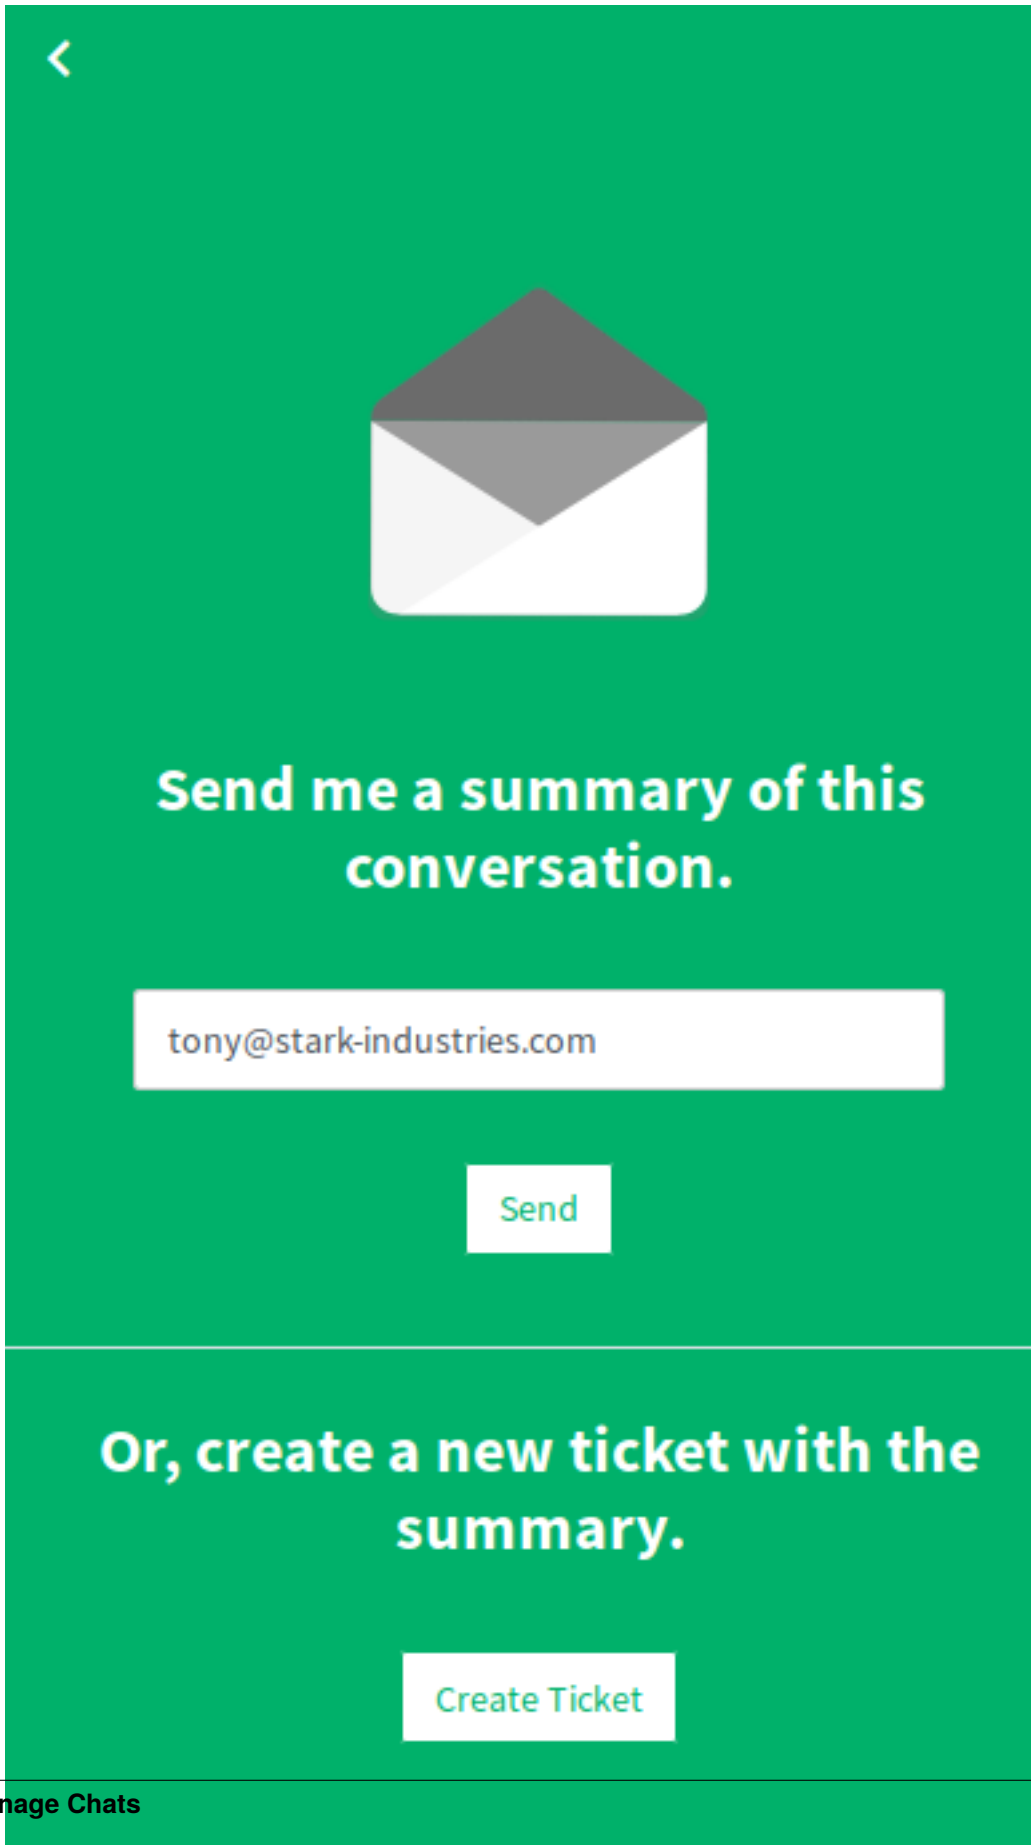 Send me a summary of this
conversation.
tony@stark-industries.com
Send
Or, create a new ticket with the
summary.
Create Ticket
nage Chats